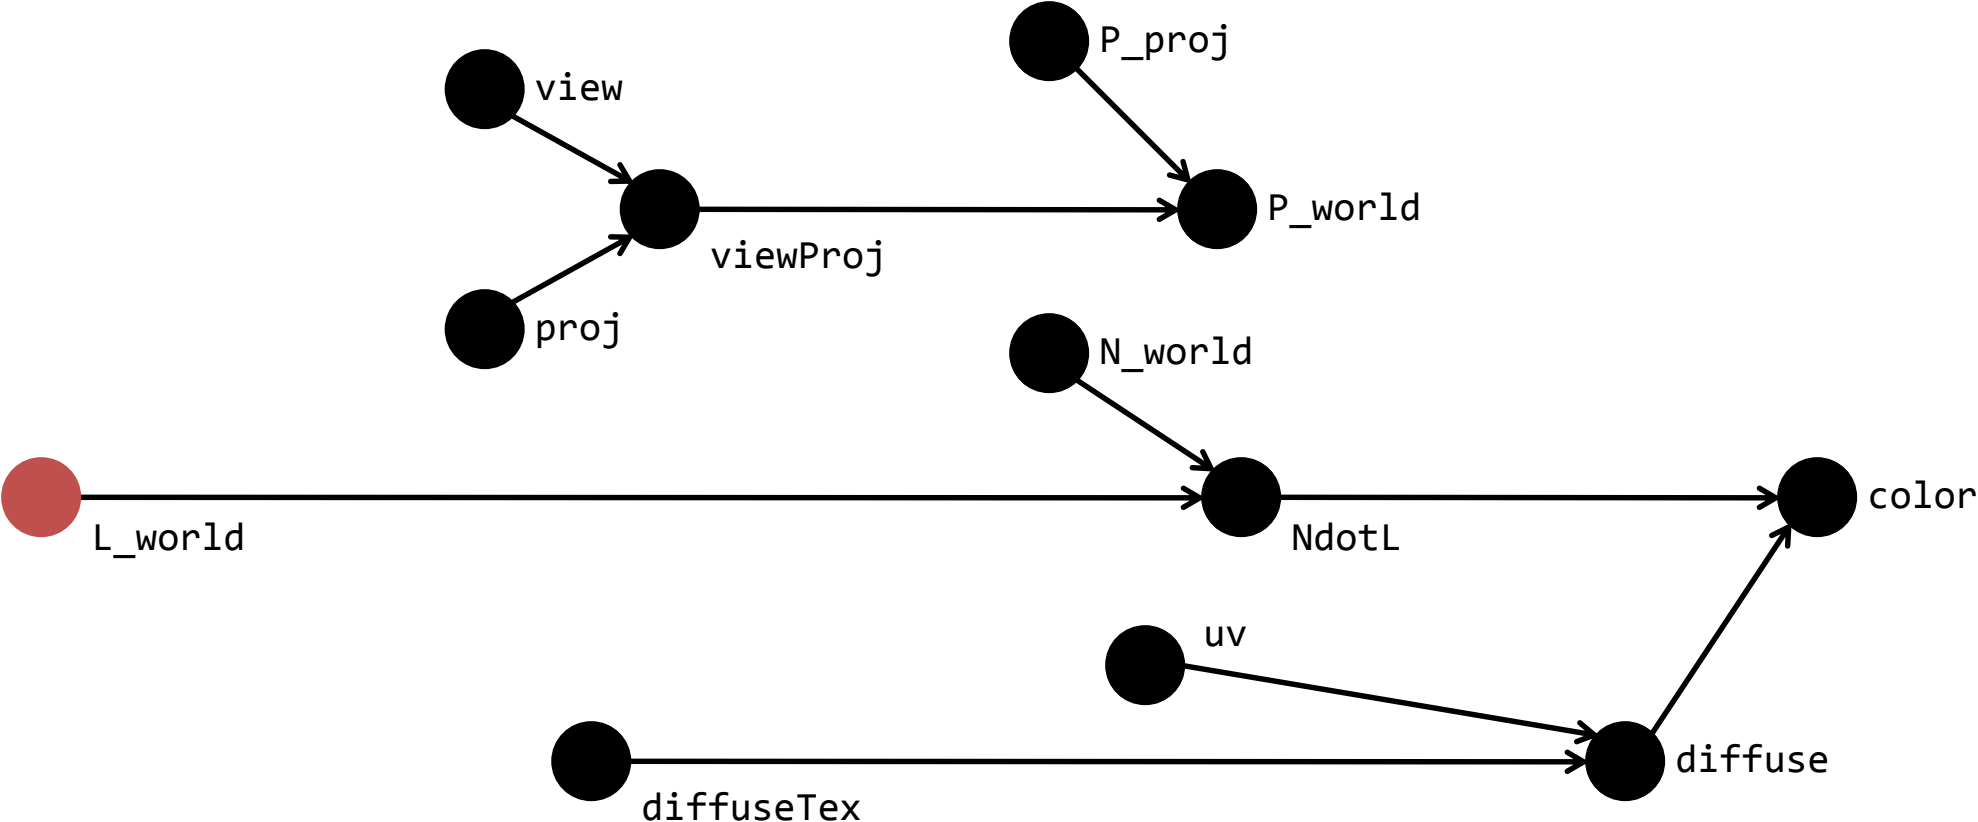 P_proj
view
P_world
viewProj
proj
N_world
L_world
NdotL
color
uv
diffuse
diffuseTex